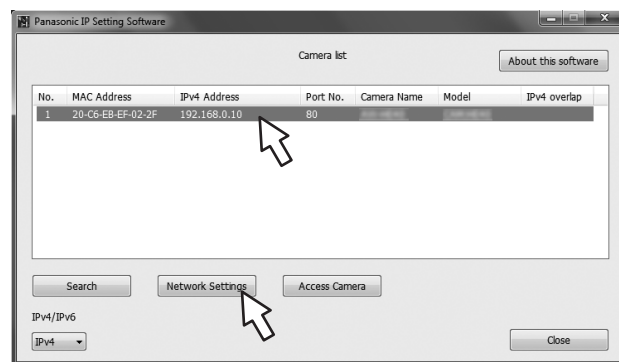 Panasonic IP Setting Software
Camera list
About this software
No. MAC Address IPv4 Address Port No. Camera Name Model IPv4 overlap
1 20-C6-EB-EF-02-2F 192.168.0.10 80
Search Network Settings Access Camera
IPv4/IPv6
IPv4
Close